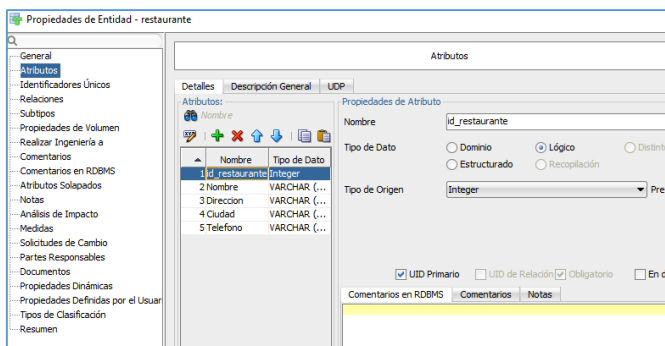 Propiedades de Entidad - restaurante
General
Atributos
Identificadores Únicos
Relaciones
Subtipos
Propiedades de Volumen
Realizar Ingeniería a
Comentarios
Comentarios en RDBMS
Atributos Solapados
Notas
Análisis de Impacto
Medidas
Solicitudes de Cambio
Partes Responsables
Documentos
Propiedades Dinámicas
Propiedades Definidas por el Usuar
Tipos de Clasificación
Resumen
Atributos
Detalles Descripción General UDP
Atributos:
Nombre
Nombre Tipo de Dato
1 id_restaurante Integer
2 Nombre VARCHAR (...
3 Direccion VARCHAR (...
4 Ciudad VARCHAR (...
5 Telefono VARCHAR (...
Propiedades de Atributo
Nombre id_restaurante
Tipo de Dato Dominio Lógico Distint
Estructurado Recopilación
Tipo de Origen Integer Pre
UID Primario UID de Relación Obligatorio En d
Comentarios en RDBMS Comentarios Notas